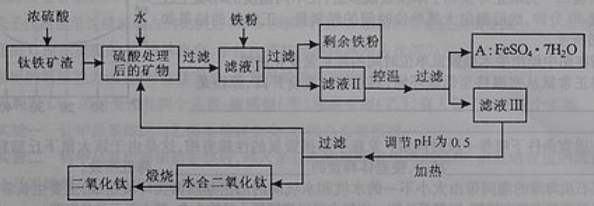 浓硫酸
水
铁粉
钛铁矿渣
硫酸处理
后的矿物
过滤
滤液Ⅰ
过滤
剩余铁粉
滤液Ⅱ
控温
过滤
A:FeSO₄·7H₂O
滤液Ⅲ
过滤
调节pH为0.5
加热
二氧化钛
煅烧
水合二氧化钛